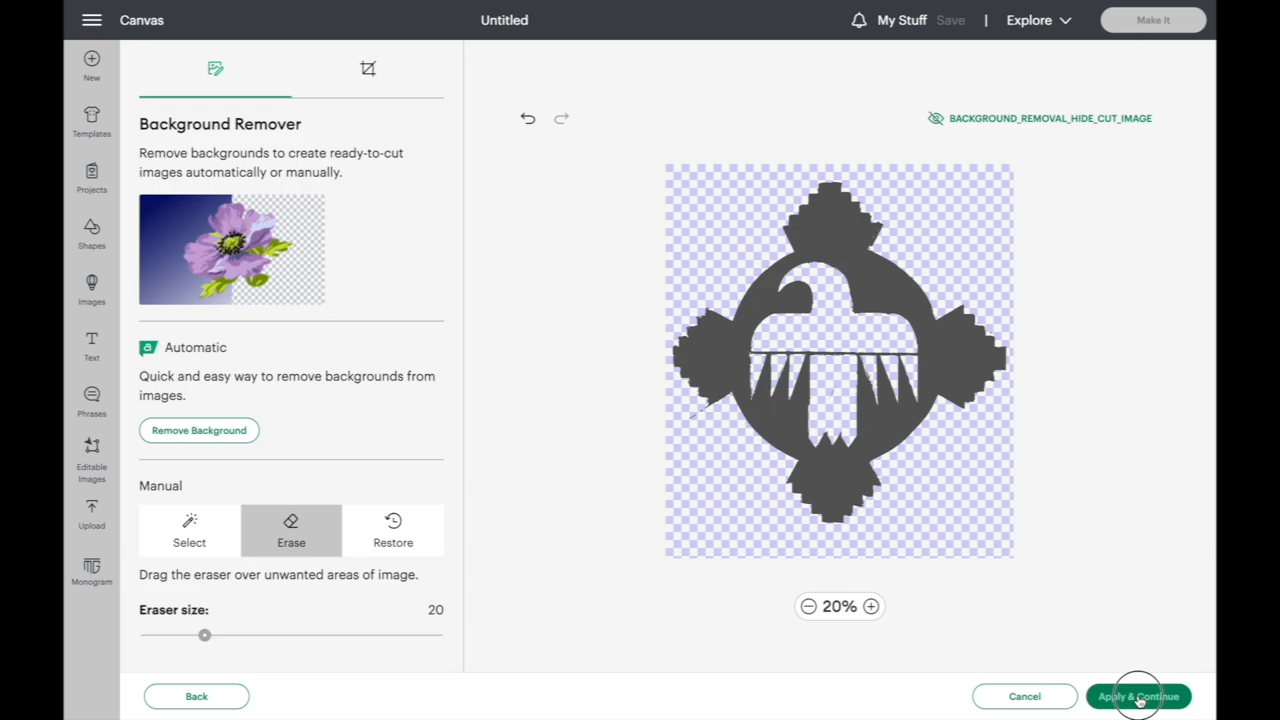 Canvas
Untitled
My Stuff
Save
|
Explore
Make It
New
Templates
Projects
Shapes
Images
Text
Phrases
Editable
Images
Upload
Monogram
Background Remover
Remove backgrounds to create ready-to-cut
images automatically or manually.
a Automatic
Quick and easy way to remove backgrounds from
images.
Remove Background
Manual
Select
Erase
Restore
Drag the eraser over unwanted areas of image.
Eraser size: 20
BACKGROUND_REMOVAL_HIDE_CUT_IMAGE
20%
Back
Cancel
Apply & Continue